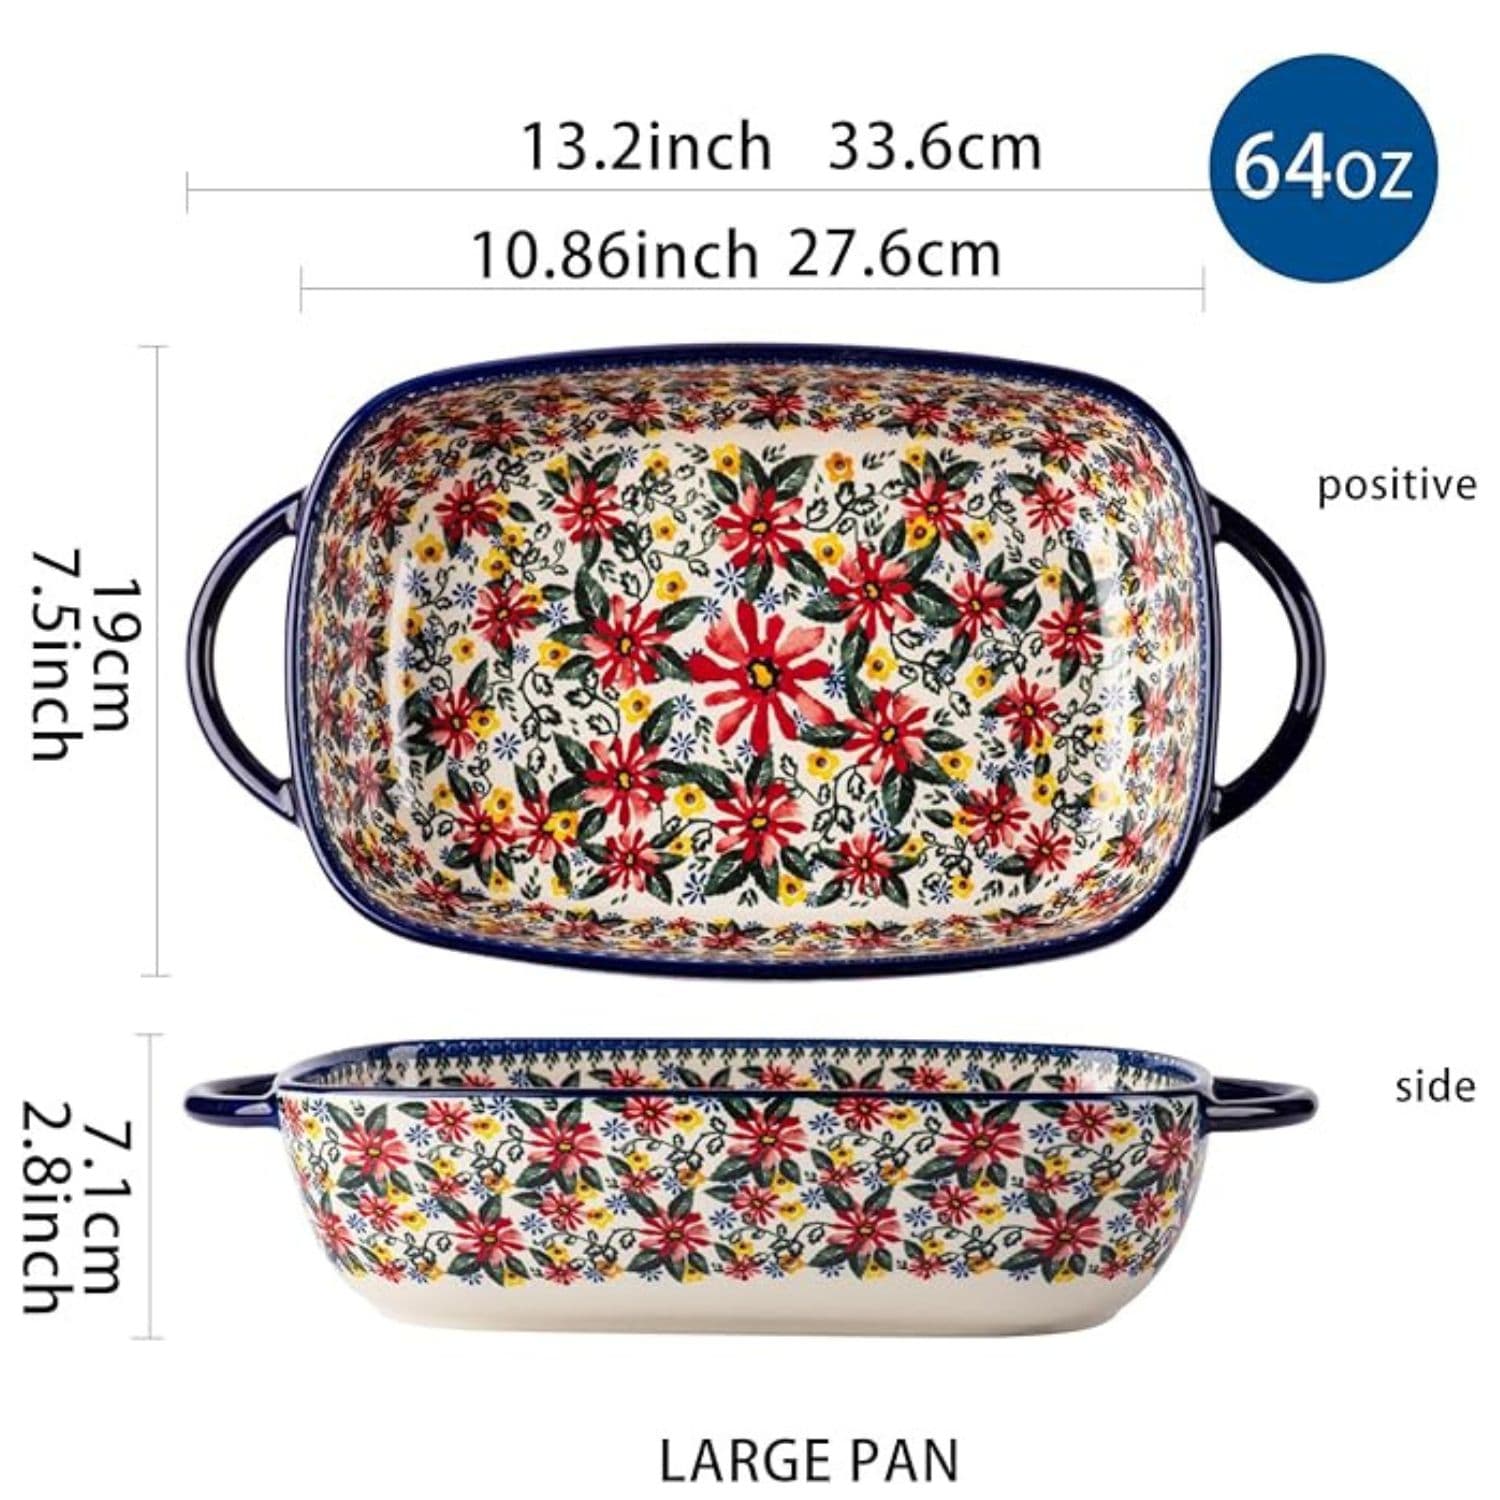 13.2inch 33.6cm
64oz
10.86inch 27.6cm
19cm
7.5inch
positive
7.1cm
2.8inch
side
LARGE PAN